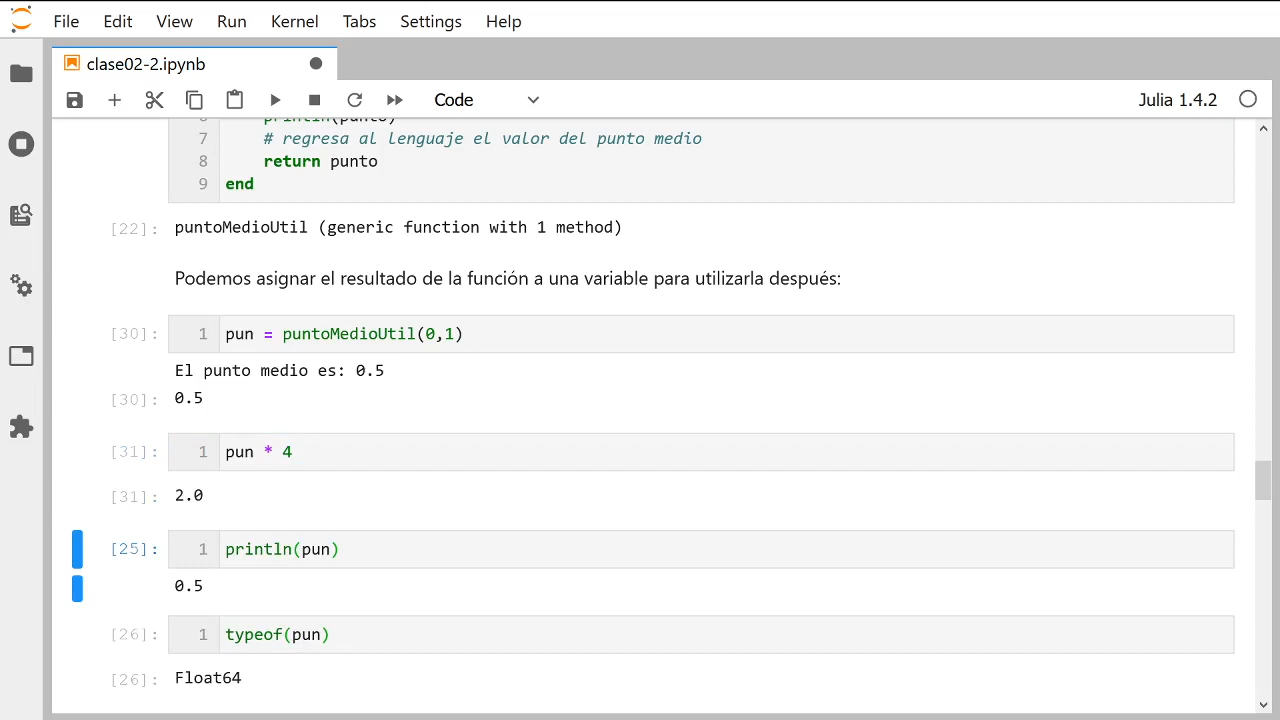 File Edit View Run Kernel Tabs Settings Help
clase02-2.ipynb
Code Julia 1.4.2
6 println(punto)
7 # regresa al lenguaje el valor del punto medio
8 return punto
9 end
[22]: puntoMedioUtil (generic function with 1 method)
Podemos asignar el resultado de la función a una variable para utilizarla después:
[30]: 1 pun = puntoMedioUtil(0,1)
El punto medio es: 0.5
[30]: 0.5
[31]: 1 pun * 4
[31]: 2.0
[25]: 1 println(pun)
0.5
[26]: 1 typeof(pun)
[26]: Float64